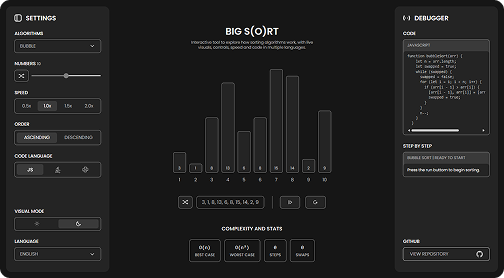 SETTINGS
ALGORITHMS
BUBBLE
NUMBERS 10
SPEED
0.5x 1.0x 1.5x 2.0x
ORDER
ASCENDING DESCENDING
CODE LANGUAGE
JS
VISUAL MODE
LANGUAGE
ENGLISH
BIG S(O)RT
Interactive tool to explore how sorting algorithms work, with live
visuals, controls, speed and code in multiple languages.
3 1 8 13 6 8 15 14 2 9
1 2 3 4 5 6 7 8 9 10
3, 1, 8, 13, 6, 8, 15, 14, 2, 9
COMPLEXITY AND STATS
O(n) O(n²) 0 0
BEST CASE WORST CASE STEPS SWAPS
DEBUGGER
CODE
JAVASCRIPT
function BubbleSort(arr) {
let n = arr.length;
let swapped = true;
while (swapped) {
swapped = false;
for (let i = 1; i < n; i++) {
if (arr[i - 1] > arr[i]) {
[arr[i - 1], arr[i]] = [arr
swapped = true;
}
}
n--;
}
STEP BY STEP
BUBBLE SORT | READY TO START
Press the run buttom to begin sorting.
GITHUB
VIEW REPOSITORY